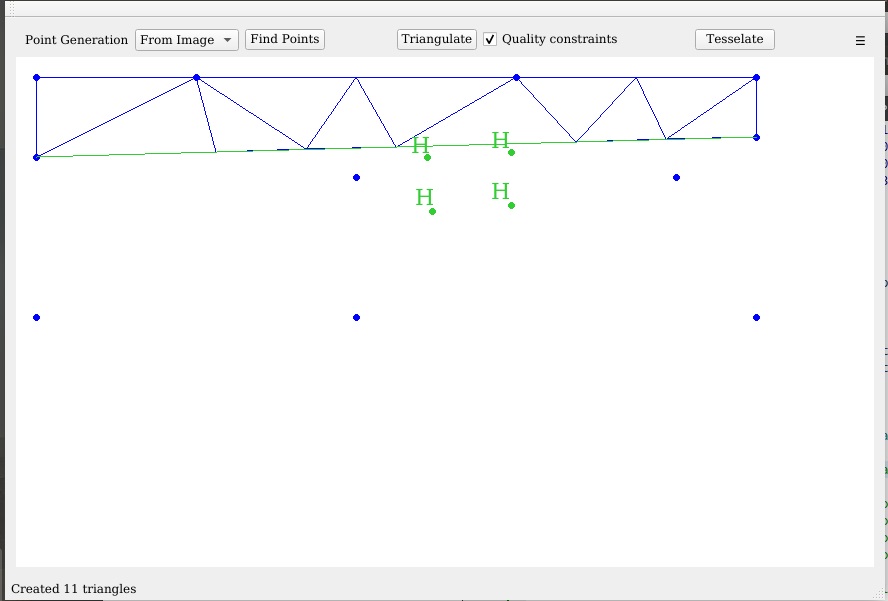 Point Generation From Image Find Points Triangulate Quality constraints Tesselate
H H
H H
Created 11 triangles